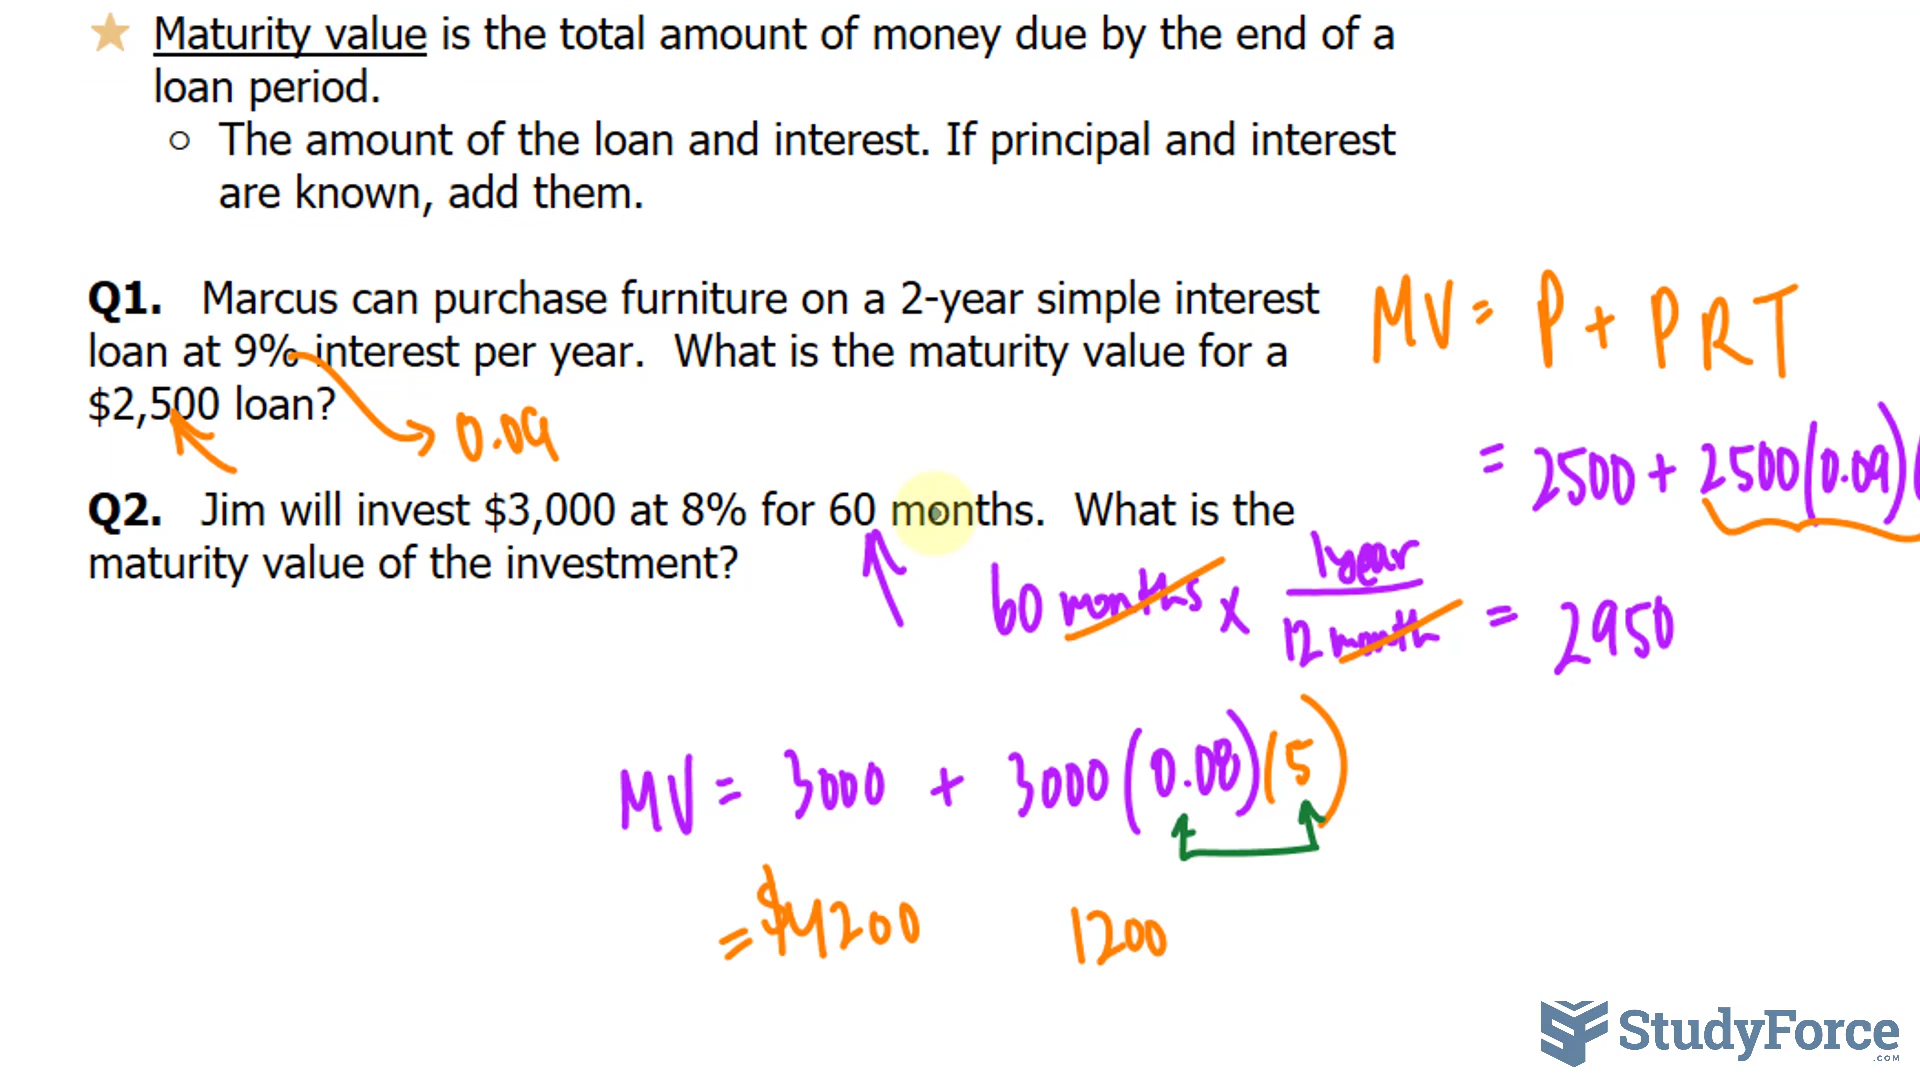 Maturity value is the total amount of money due by the end of a
loan period.
The amount of the loan and interest. If principal and interest
are known, add them.
Q1. Marcus can purchase furniture on a 2-year simple interest
loan at 9% interest per year. What is the maturity value for a
$2,500 loan?
0.09
MV = P + PRT
= 2500 + 2500(0.09)(
= 2950
Q2. Jim will invest $3,000 at 8% for 60 months. What is the
maturity value of the investment?
60 months x 1 year
12 month
MV = 3000 + 3000(0.08)(5)
= $4200
1200
StudyForce
.COM